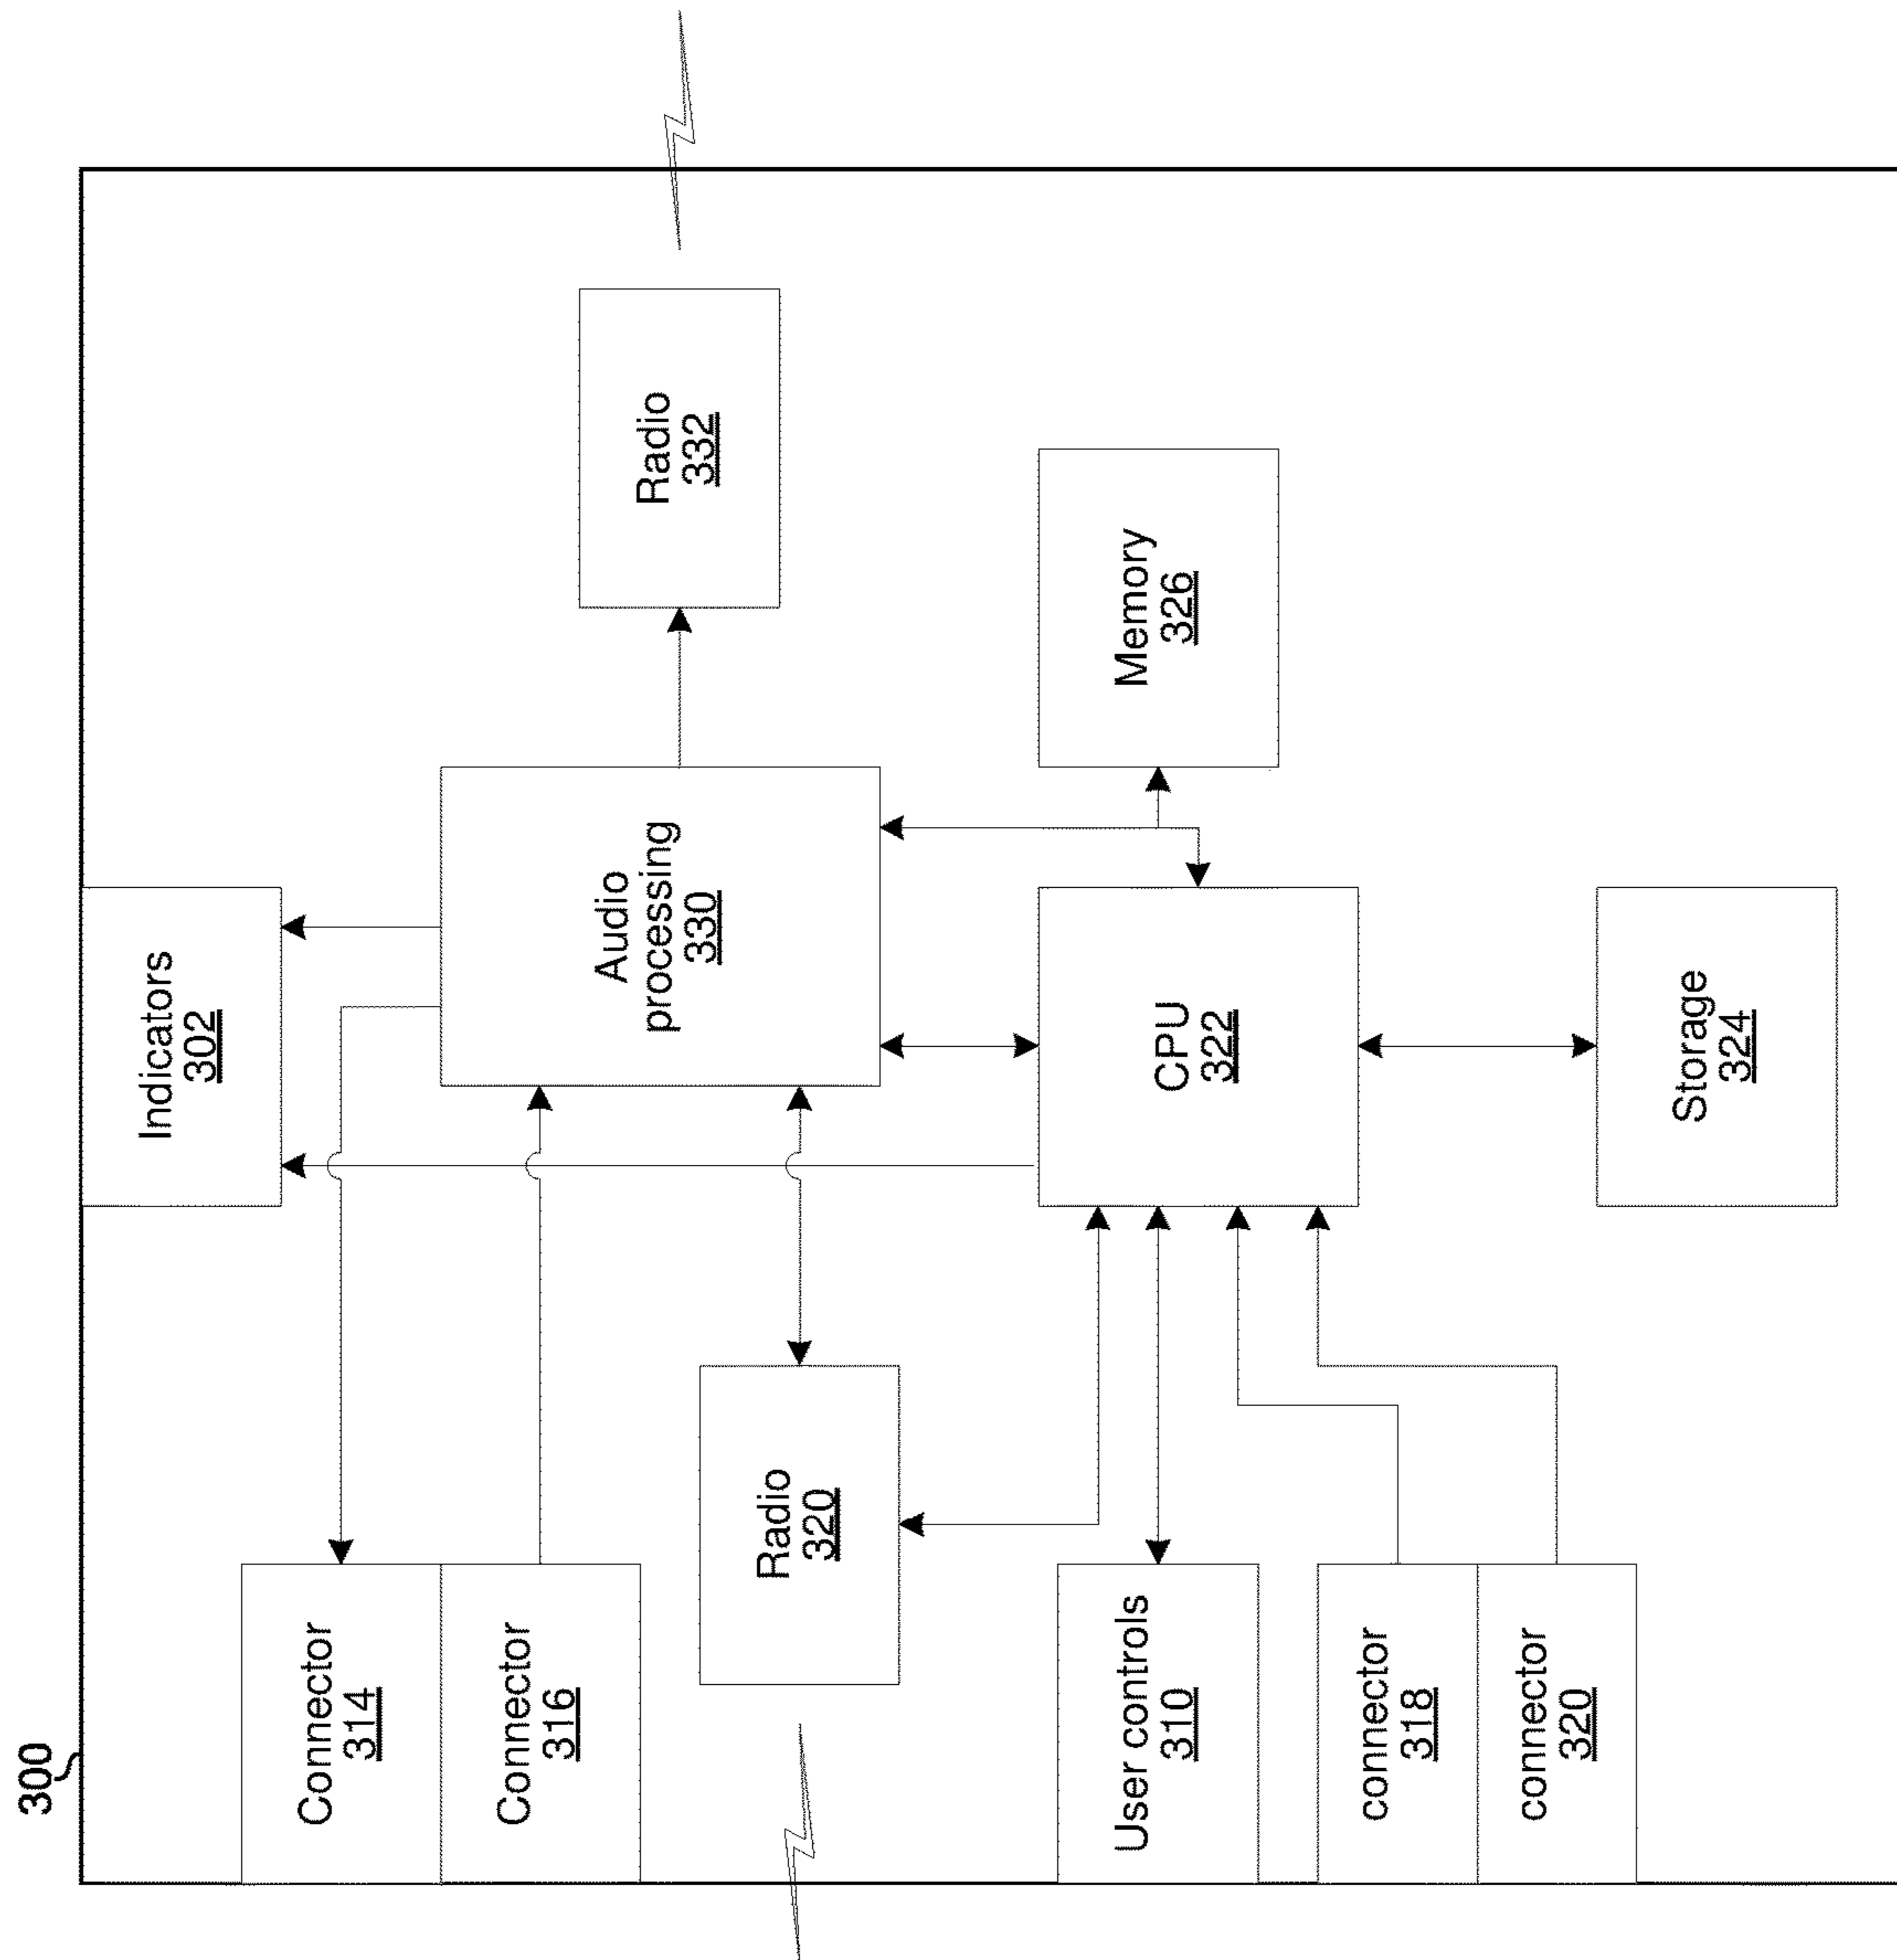 300
Indicators
302
Connector
314
Connector
316
Audio
processing
330
Radio
332
Radio
320
User controls
310
CPU
322
Memory
326
connector
318
connector
320
Storage
324